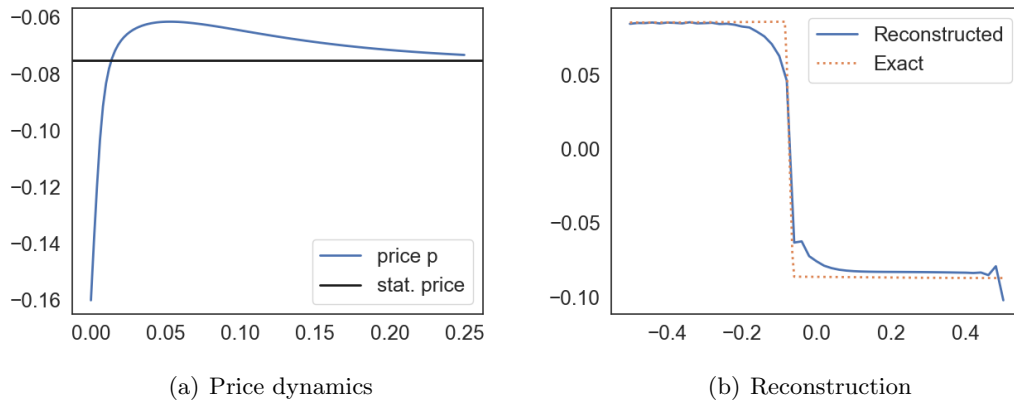 −0.06
−0.08
−0.10
−0.12
−0.14
−0.16
0.00 0.05 0.10 0.15 0.20 0.25
price p
stat. price
(a) Price dynamics
0.05
0.00
−0.05
−0.10
−0.4 −0.2 0.0 0.2 0.4
Reconstructed
Exact
(b) Reconstruction